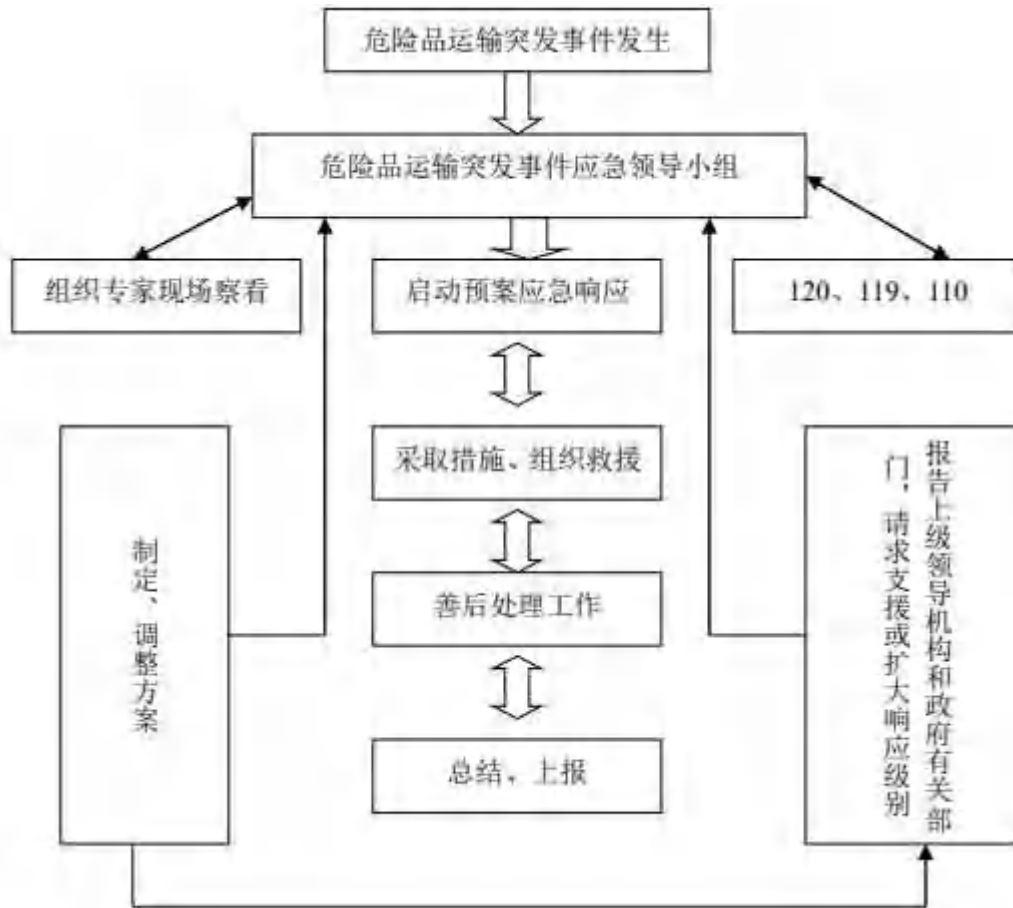 危险品运输突发事件发生
危险品运输突发事件应急领导小组
组织专家现场察看
启动预案应急响应
120、119、110
采取措施、组织救援
制定、调整方案
报告上级领导机构和政府有关部
门，请求支援或扩大响应级别
善后处理工作
总结、上报